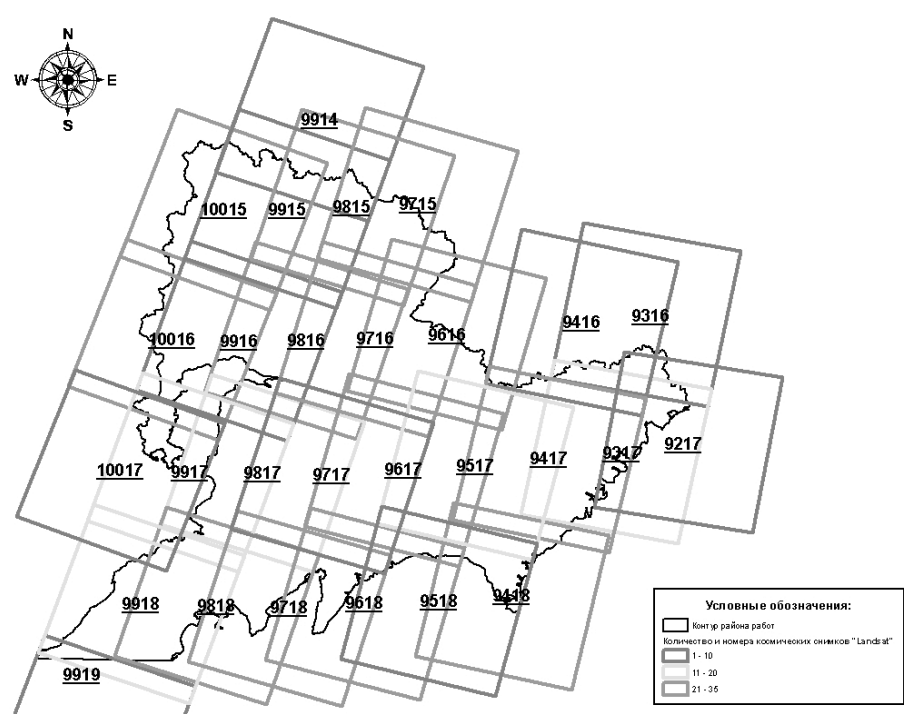 N
W E
S
9914
10015 9915 9815 9715
9416 9316
10016 9916 9816 9716 9616
10017 9917 9817 9717 9617 9517 9417 9317 9217
9918 9818 9718 9618 9518 9418
9919
Условные обозначения:
Контур района работ
Количество и номера космических снимков "Landsat"
1 - 10
11 - 20
21 - 35